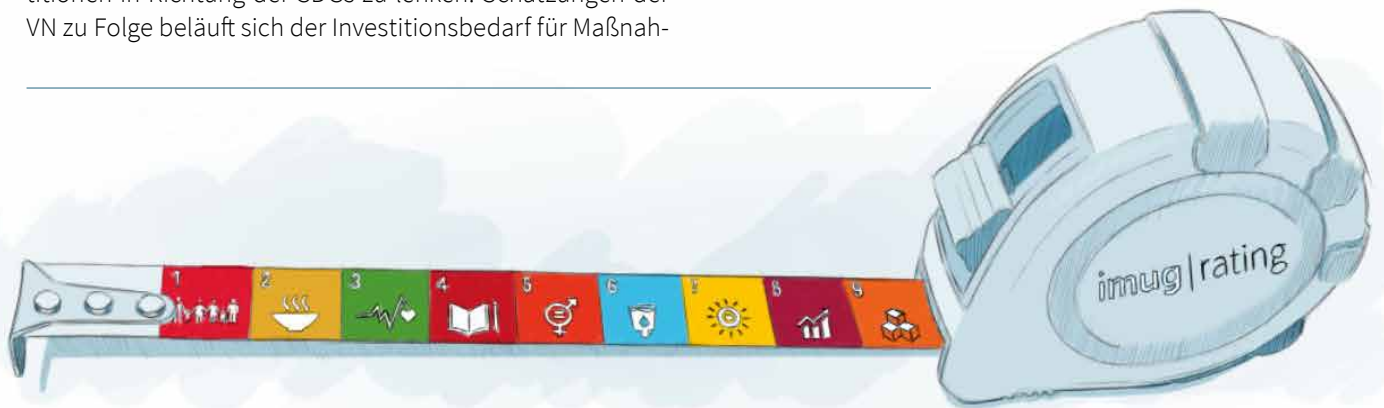 VN zu Folge beläuft sich der Investitionsbedarf für Maßnah-
1 2 3 4 5 6 7 8 9
imug|rating